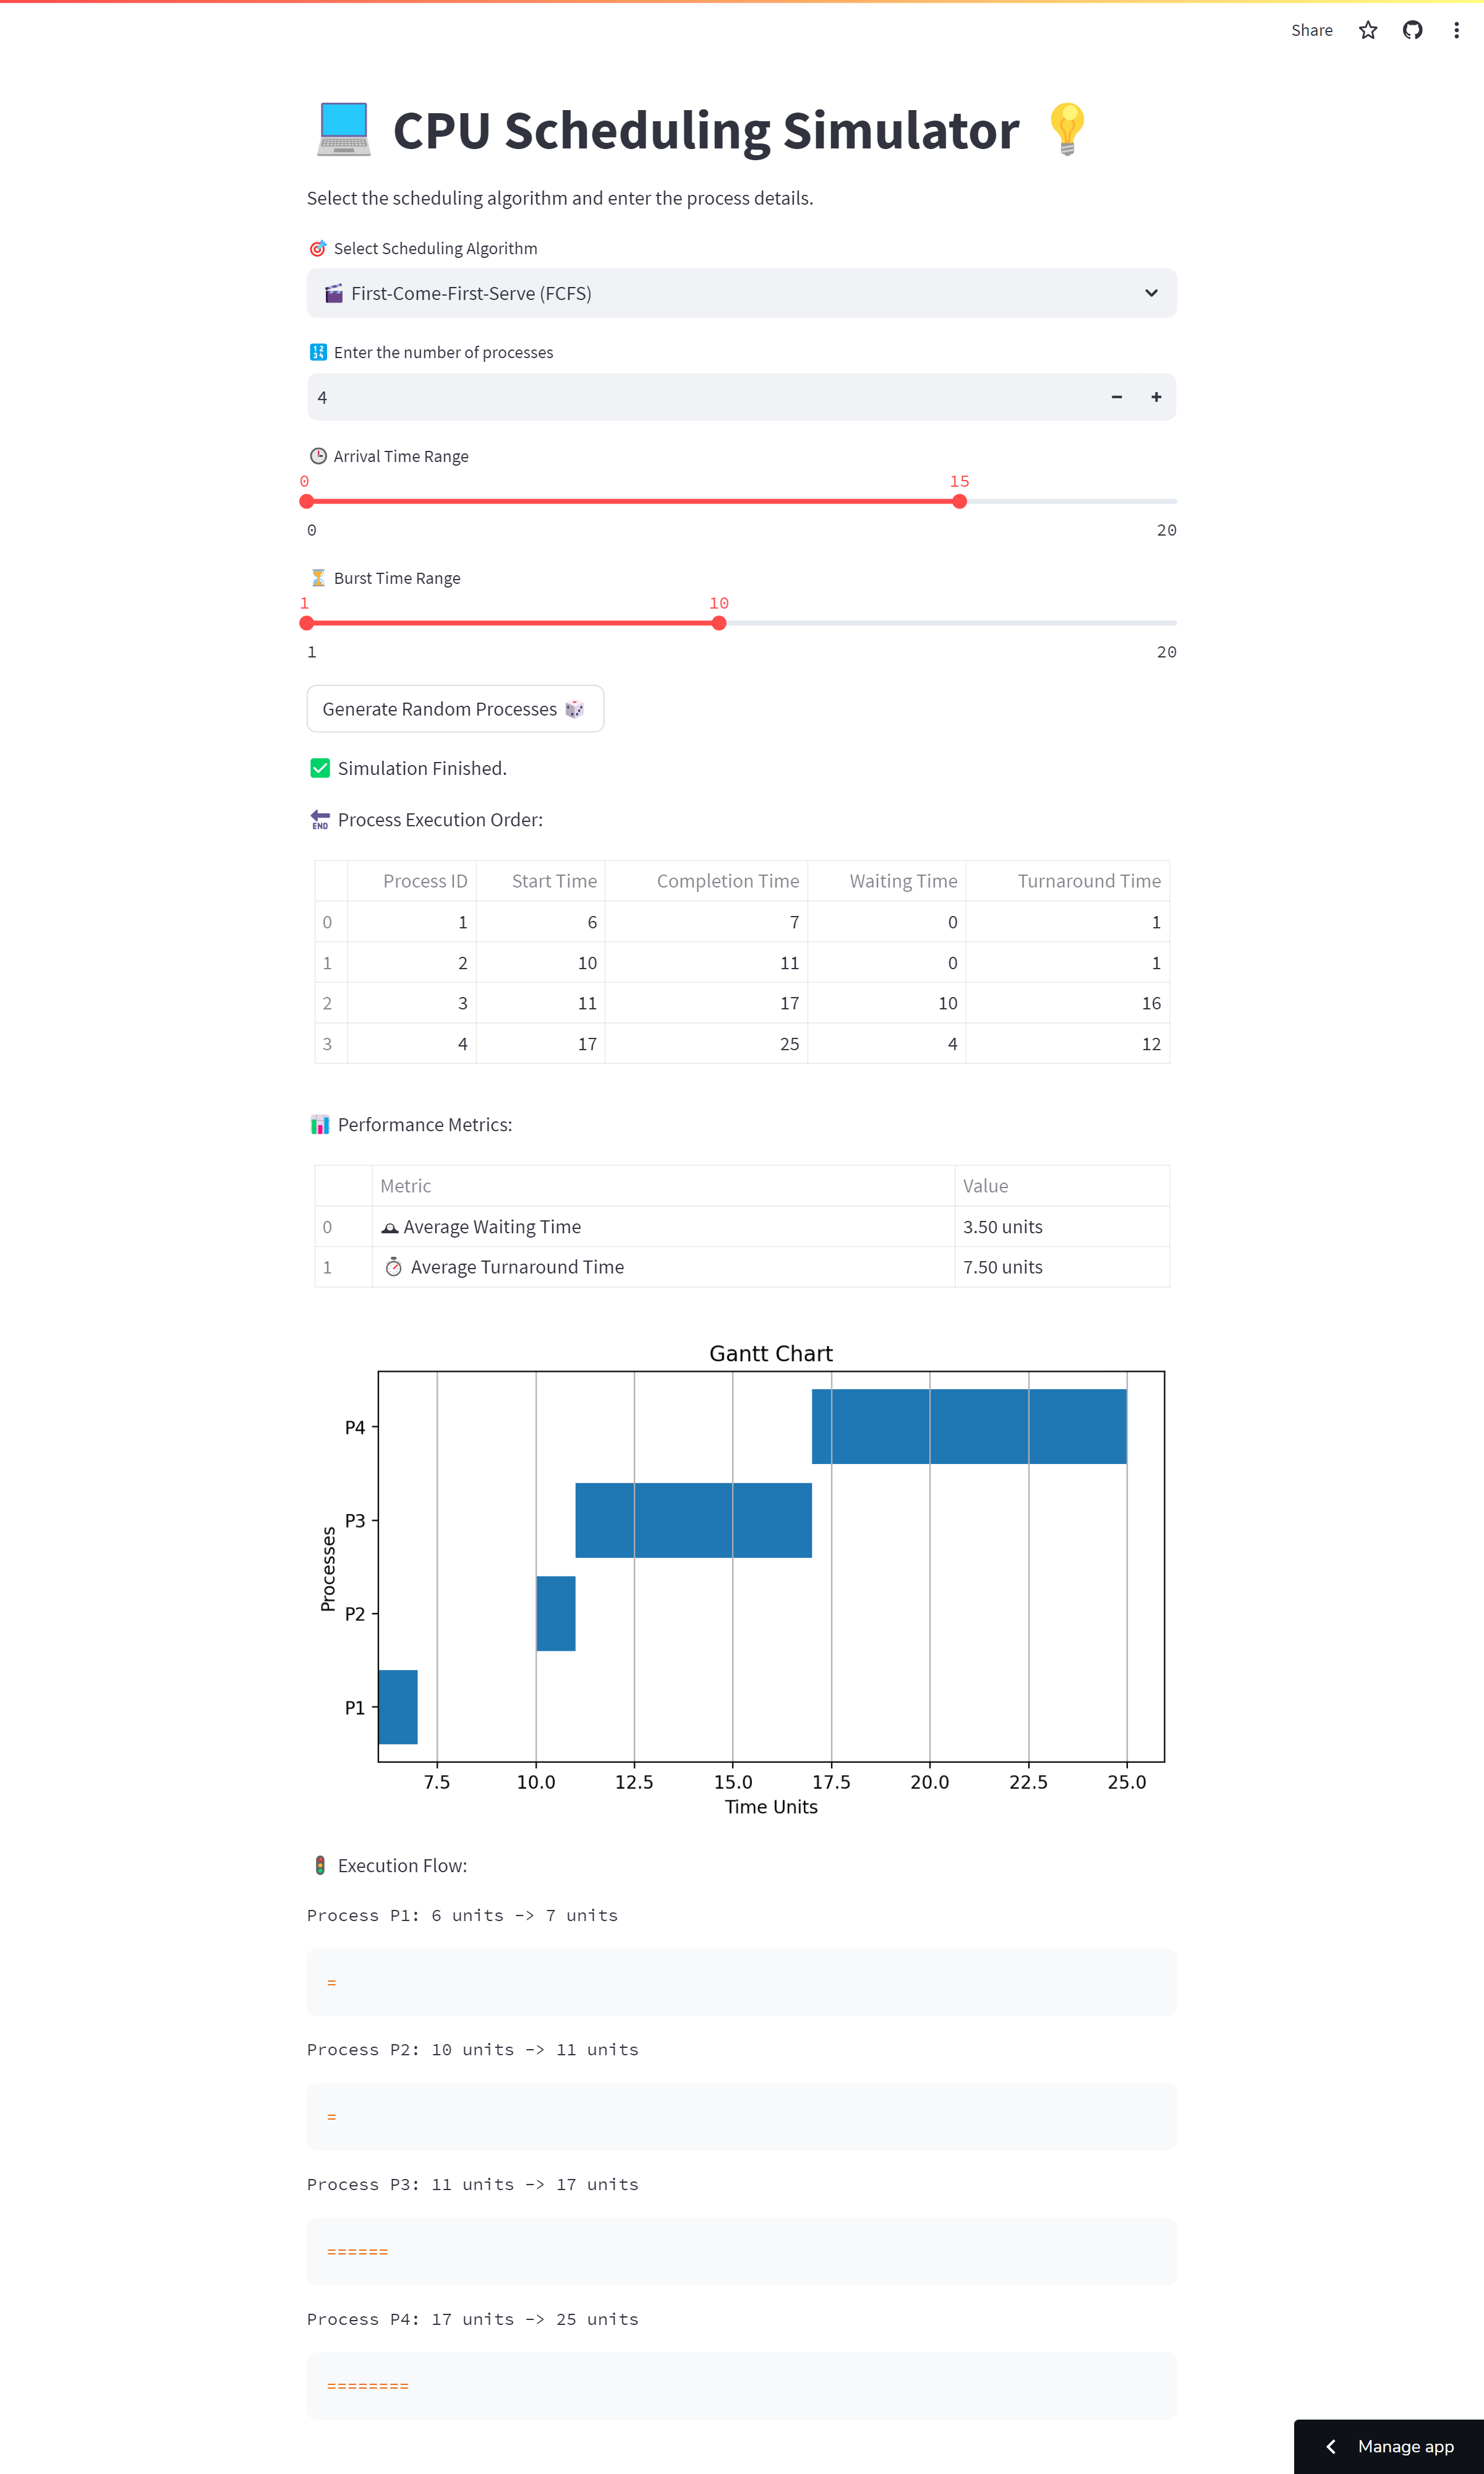 Share
CPU Scheduling Simulator
Select the scheduling algorithm and enter the process details.
Select Scheduling Algorithm
First-Come-First-Serve (FCFS)
Enter the number of processes
4
Arrival Time Range
0 15
0 20
Burst Time Range
1 10
1 20
Generate Random Processes
Simulation Finished.
END Process Execution Order:
Process ID Start Time Completion Time Waiting Time Turnaround Time
0 1 6 7 0 1
1 2 10 11 0 1
2 3 11 17 10 16
3 4 17 25 4 12
Performance Metrics:
Metric Value
0 Average Waiting Time 3.50 units
1 Average Turnaround Time 7.50 units
Gantt Chart
P4
P3
Processes
P2
P1
7.5 10.0 12.5 15.0 17.5 20.0 22.5 25.0
Time Units
Execution Flow:
Process P1: 6 units -> 7 units
=
Process P2: 10 units -> 11 units
=
Process P3: 11 units -> 17 units
======
Process P4: 17 units -> 25 units
========
Manage app